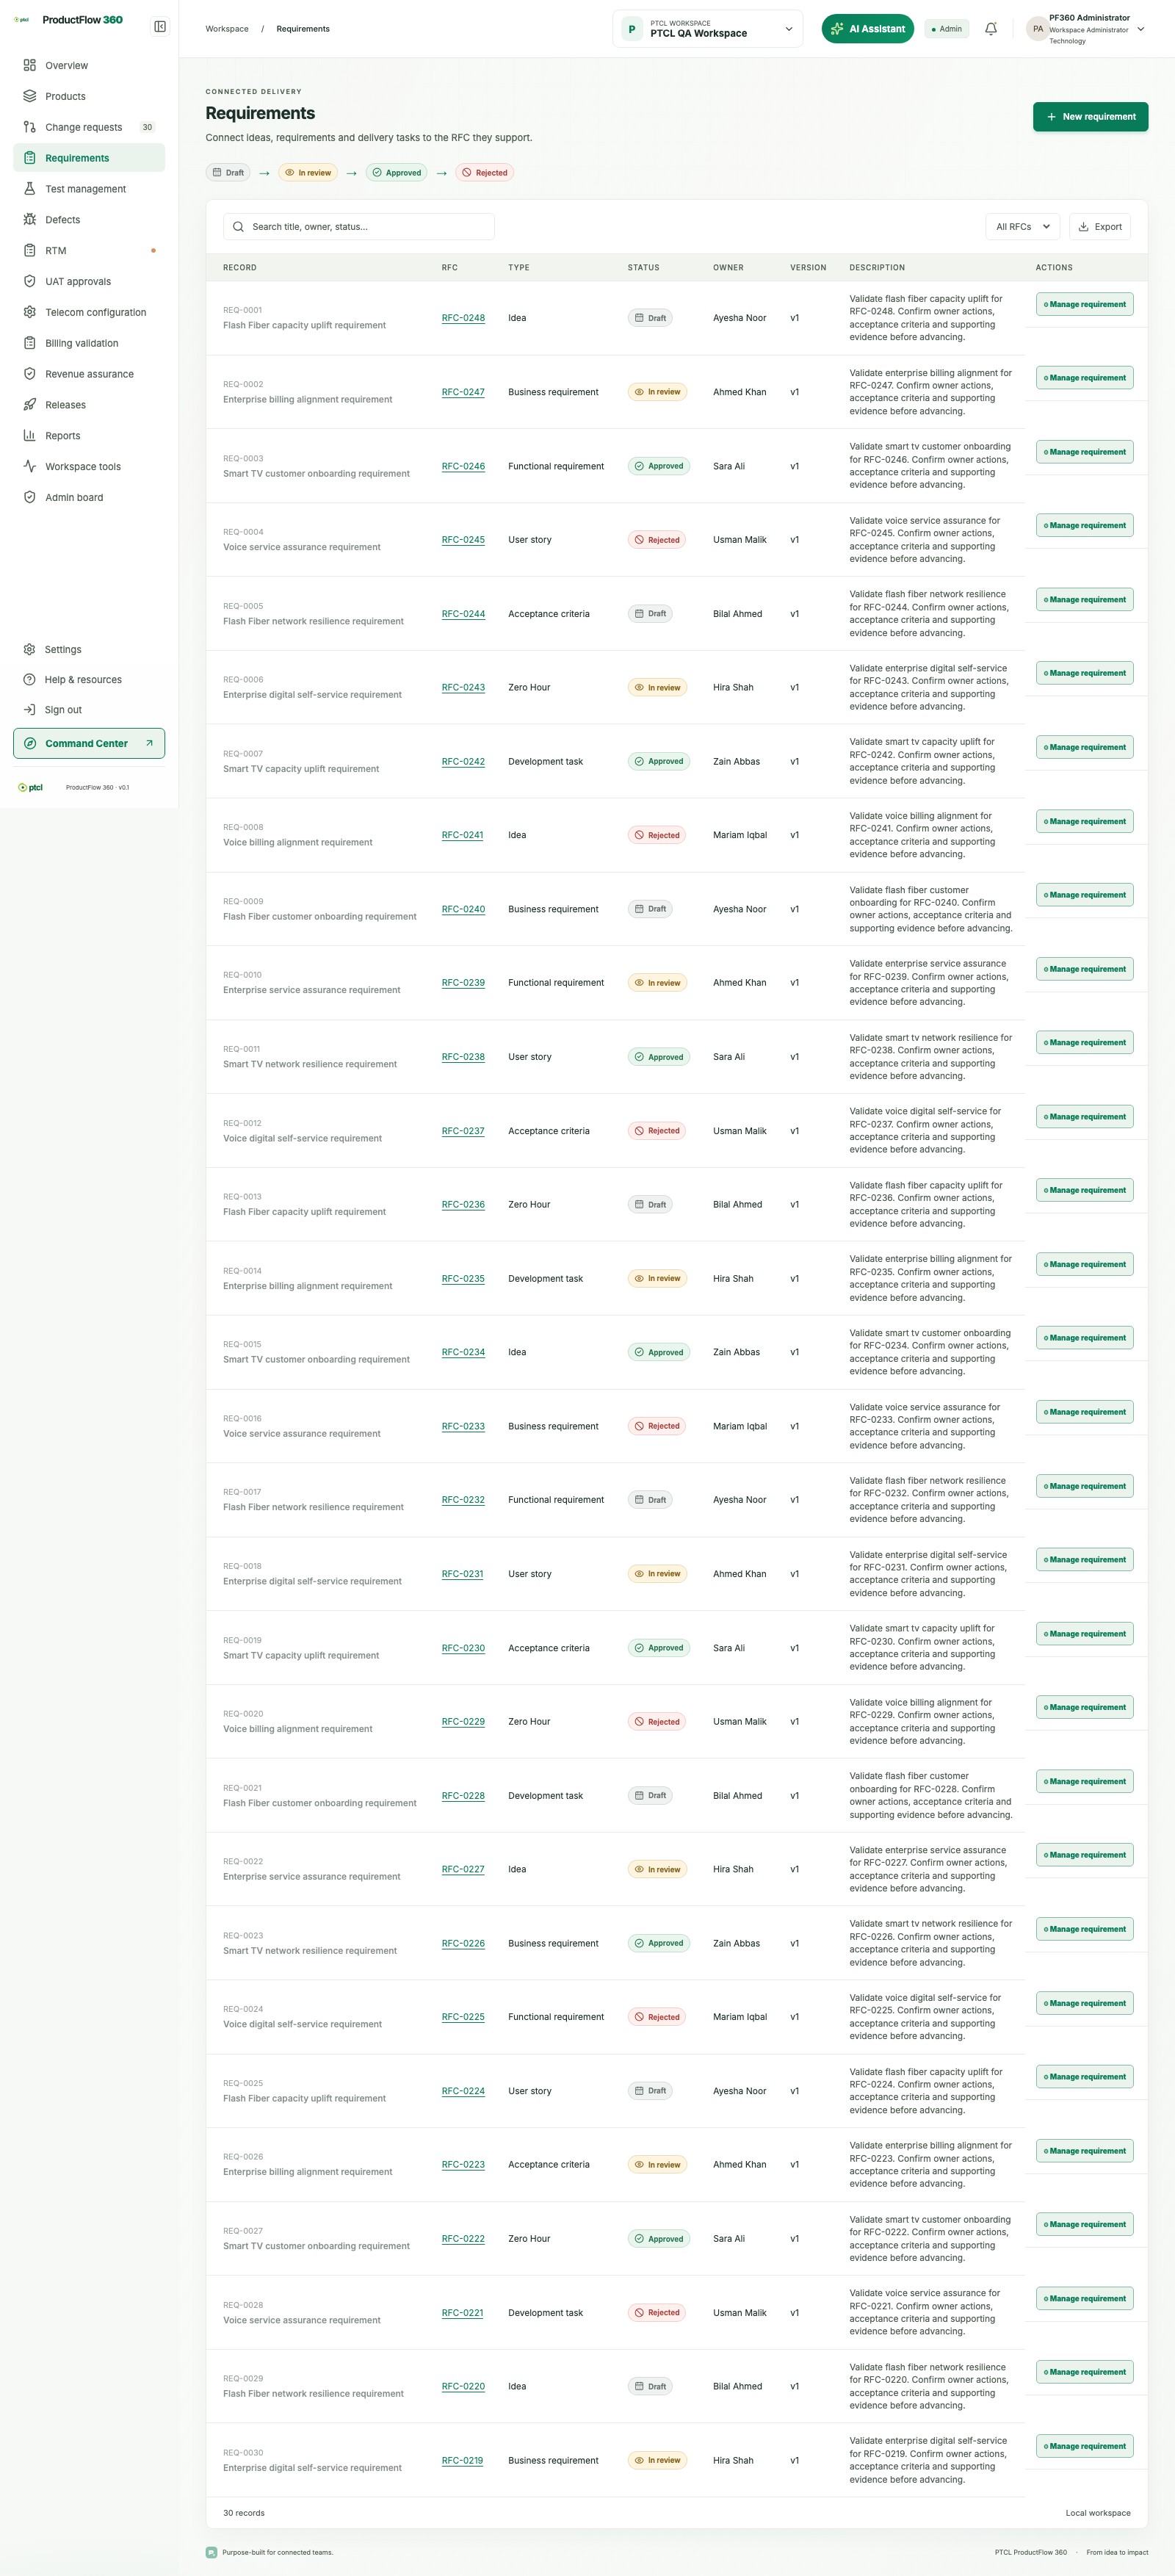 ptcl
ProductFlow 360
Overview
Products
Change requests 30
Requirements
Test management
Defects
RTM
UAT approvals
Telecom configuration
Billing validation
Revenue assurance
Releases
Reports
Workspace tools
Admin board
Settings
Help & resources
Sign out
Command Center
ptcl ProductFlow 360 · v0.1
Workspace / Requirements
P
PTCL WORKSPACE
PTCL QA Workspace
AI Assistant
Admin
PA
PF360 Administrator
Workspace Administrator
Technology
CONNECTED DELIVERY
Requirements
Connect ideas, requirements and delivery tasks to the RFC they support.
New requirement
Draft → In review → Approved → Rejected
Search title, owner, status...
All RFCs
Export
RECORD RFC TYPE STATUS OWNER VERSION DESCRIPTION ACTIONS
REQ-0001
Flash Fiber capacity uplift requirement
RFC-0248 Idea Draft Ayesha Noor v1
Validate flash fiber capacity uplift for
RFC-0248. Confirm owner actions,
acceptance criteria and supporting
evidence before advancing.
Manage requirement
REQ-0002
Enterprise billing alignment requirement
RFC-0247 Business requirement In review Ahmed Khan v1
Validate enterprise billing alignment for
RFC-0247. Confirm owner actions,
acceptance criteria and supporting
evidence before advancing.
Manage requirement
REQ-0003
Smart TV customer onboarding requirement
RFC-0246 Functional requirement Approved Sara Ali v1
Validate smart tv customer onboarding
for RFC-0246. Confirm owner actions,
acceptance criteria and supporting
evidence before advancing.
Manage requirement
REQ-0004
Voice service assurance requirement
RFC-0245 User story Rejected Usman Malik v1
Validate voice service assurance for
RFC-0245. Confirm owner actions,
acceptance criteria and supporting
evidence before advancing.
Manage requirement
REQ-0005
Flash Fiber network resilience requirement
RFC-0244 Acceptance criteria Draft Bilal Ahmed v1
Validate flash fiber network resilience
for RFC-0244. Confirm owner actions,
acceptance criteria and supporting
evidence before advancing.
Manage requirement
REQ-0006
Enterprise digital self-service requirement
RFC-0243 Zero Hour In review Hira Shah v1
Validate enterprise digital self-service
for RFC-0243. Confirm owner actions,
acceptance criteria and supporting
evidence before advancing.
Manage requirement
REQ-0007
Smart TV capacity uplift requirement
RFC-0242 Development task Approved Zain Abbas v1
Validate smart tv capacity uplift for
RFC-0242. Confirm owner actions,
acceptance criteria and supporting
evidence before advancing.
Manage requirement
REQ-0008
Voice billing alignment requirement
RFC-0241 Idea Rejected Mariam Iqbal v1
Validate voice billing alignment for
RFC-0241. Confirm owner actions,
acceptance criteria and supporting
evidence before advancing.
Manage requirement
REQ-0009
Flash Fiber customer onboarding requirement
RFC-0240 Business requirement Draft Ayesha Noor v1
Validate flash fiber customer
onboarding for RFC-0240. Confirm
owner actions, acceptance criteria and
supporting evidence before advancing.
Manage requirement
REQ-0010
Enterprise service assurance requirement
RFC-0239 Functional requirement In review Ahmed Khan v1
Validate enterprise service assurance
for RFC-0239. Confirm owner actions,
acceptance criteria and supporting
evidence before advancing.
Manage requirement
REQ-0011
Smart TV network resilience requirement
RFC-0238 User story Approved Sara Ali v1
Validate smart tv network resilience for
RFC-0238. Confirm owner actions,
acceptance criteria and supporting
evidence before advancing.
Manage requirement
REQ-0012
Voice digital self-service requirement
RFC-0237 Acceptance criteria Rejected Usman Malik v1
Validate voice digital self-service for
RFC-0237. Confirm owner actions,
acceptance criteria and supporting
evidence before advancing.
Manage requirement
REQ-0013
Flash Fiber capacity uplift requirement
RFC-0236 Zero Hour Draft Bilal Ahmed v1
Validate flash fiber capacity uplift for
RFC-0236. Confirm owner actions,
acceptance criteria and supporting
evidence before advancing.
Manage requirement
REQ-0014
Enterprise billing alignment requirement
RFC-0235 Development task In review Hira Shah v1
Validate enterprise billing alignment for
RFC-0235. Confirm owner actions,
acceptance criteria and supporting
evidence before advancing.
Manage requirement
REQ-0015
Smart TV customer onboarding requirement
RFC-0234 Idea Approved Zain Abbas v1
Validate smart tv customer onboarding
for RFC-0234. Confirm owner actions,
acceptance criteria and supporting
evidence before advancing.
Manage requirement
REQ-0016
Voice service assurance requirement
RFC-0233 Business requirement Rejected Mariam Iqbal v1
Validate voice service assurance for
RFC-0233. Confirm owner actions,
acceptance criteria and supporting
evidence before advancing.
Manage requirement
REQ-0017
Flash Fiber network resilience requirement
RFC-0232 Functional requirement Draft Ayesha Noor v1
Validate flash fiber network resilience
for RFC-0232. Confirm owner actions,
acceptance criteria and supporting
evidence before advancing.
Manage requirement
REQ-0018
Enterprise digital self-service requirement
RFC-0231 User story In review Ahmed Khan v1
Validate enterprise digital self-service
for RFC-0231. Confirm owner actions,
acceptance criteria and supporting
evidence before advancing.
Manage requirement
REQ-0019
Smart TV capacity uplift requirement
RFC-0230 Acceptance criteria Approved Sara Ali v1
Validate smart tv capacity uplift for
RFC-0230. Confirm owner actions,
acceptance criteria and supporting
evidence before advancing.
Manage requirement
REQ-0020
Voice billing alignment requirement
RFC-0229 Zero Hour Rejected Usman Malik v1
Validate voice billing alignment for
RFC-0229. Confirm owner actions,
acceptance criteria and supporting
evidence before advancing.
Manage requirement
REQ-0021
Flash Fiber customer onboarding requirement
RFC-0228 Development task Draft Bilal Ahmed v1
Validate flash fiber customer
onboarding for RFC-0228. Confirm
owner actions, acceptance criteria and
supporting evidence before advancing.
Manage requirement
REQ-0022
Enterprise service assurance requirement
RFC-0227 Idea In review Hira Shah v1
Validate enterprise service assurance
for RFC-0227. Confirm owner actions,
acceptance criteria and supporting
evidence before advancing.
Manage requirement
REQ-0023
Smart TV network resilience requirement
RFC-0226 Business requirement Approved Zain Abbas v1
Validate smart tv network resilience for
RFC-0226. Confirm owner actions,
acceptance criteria and supporting
evidence before advancing.
Manage requirement
REQ-0024
Voice digital self-service requirement
RFC-0225 Functional requirement Rejected Mariam Iqbal v1
Validate voice digital self-service for
RFC-0225. Confirm owner actions,
acceptance criteria and supporting
evidence before advancing.
Manage requirement
REQ-0025
Flash Fiber capacity uplift requirement
RFC-0224 User story Draft Ayesha Noor v1
Validate flash fiber capacity uplift for
RFC-0224. Confirm owner actions,
acceptance criteria and supporting
evidence before advancing.
Manage requirement
REQ-0026
Enterprise billing alignment requirement
RFC-0223 Acceptance criteria In review Ahmed Khan v1
Validate enterprise billing alignment for
RFC-0223. Confirm owner actions,
acceptance criteria and supporting
evidence before advancing.
Manage requirement
REQ-0027
Smart TV customer onboarding requirement
RFC-0222 Zero Hour Approved Sara Ali v1
Validate smart tv customer onboarding
for RFC-0222. Confirm owner actions,
acceptance criteria and supporting
evidence before advancing.
Manage requirement
REQ-0028
Voice service assurance requirement
RFC-0221 Development task Rejected Usman Malik v1
Validate voice service assurance for
RFC-0221. Confirm owner actions,
acceptance criteria and supporting
evidence before advancing.
Manage requirement
REQ-0029
Flash Fiber network resilience requirement
RFC-0220 Idea Draft Bilal Ahmed v1
Validate flash fiber network resilience
for RFC-0220. Confirm owner actions,
acceptance criteria and supporting
evidence before advancing.
Manage requirement
REQ-0030
Enterprise digital self-service requirement
RFC-0219 Business requirement In review Hira Shah v1
Validate enterprise digital self-service
for RFC-0219. Confirm owner actions,
acceptance criteria and supporting
evidence before advancing.
Manage requirement
30 records
Local workspace
Purpose-built for connected teams.
PTCL ProductFlow 360 · From idea to impact